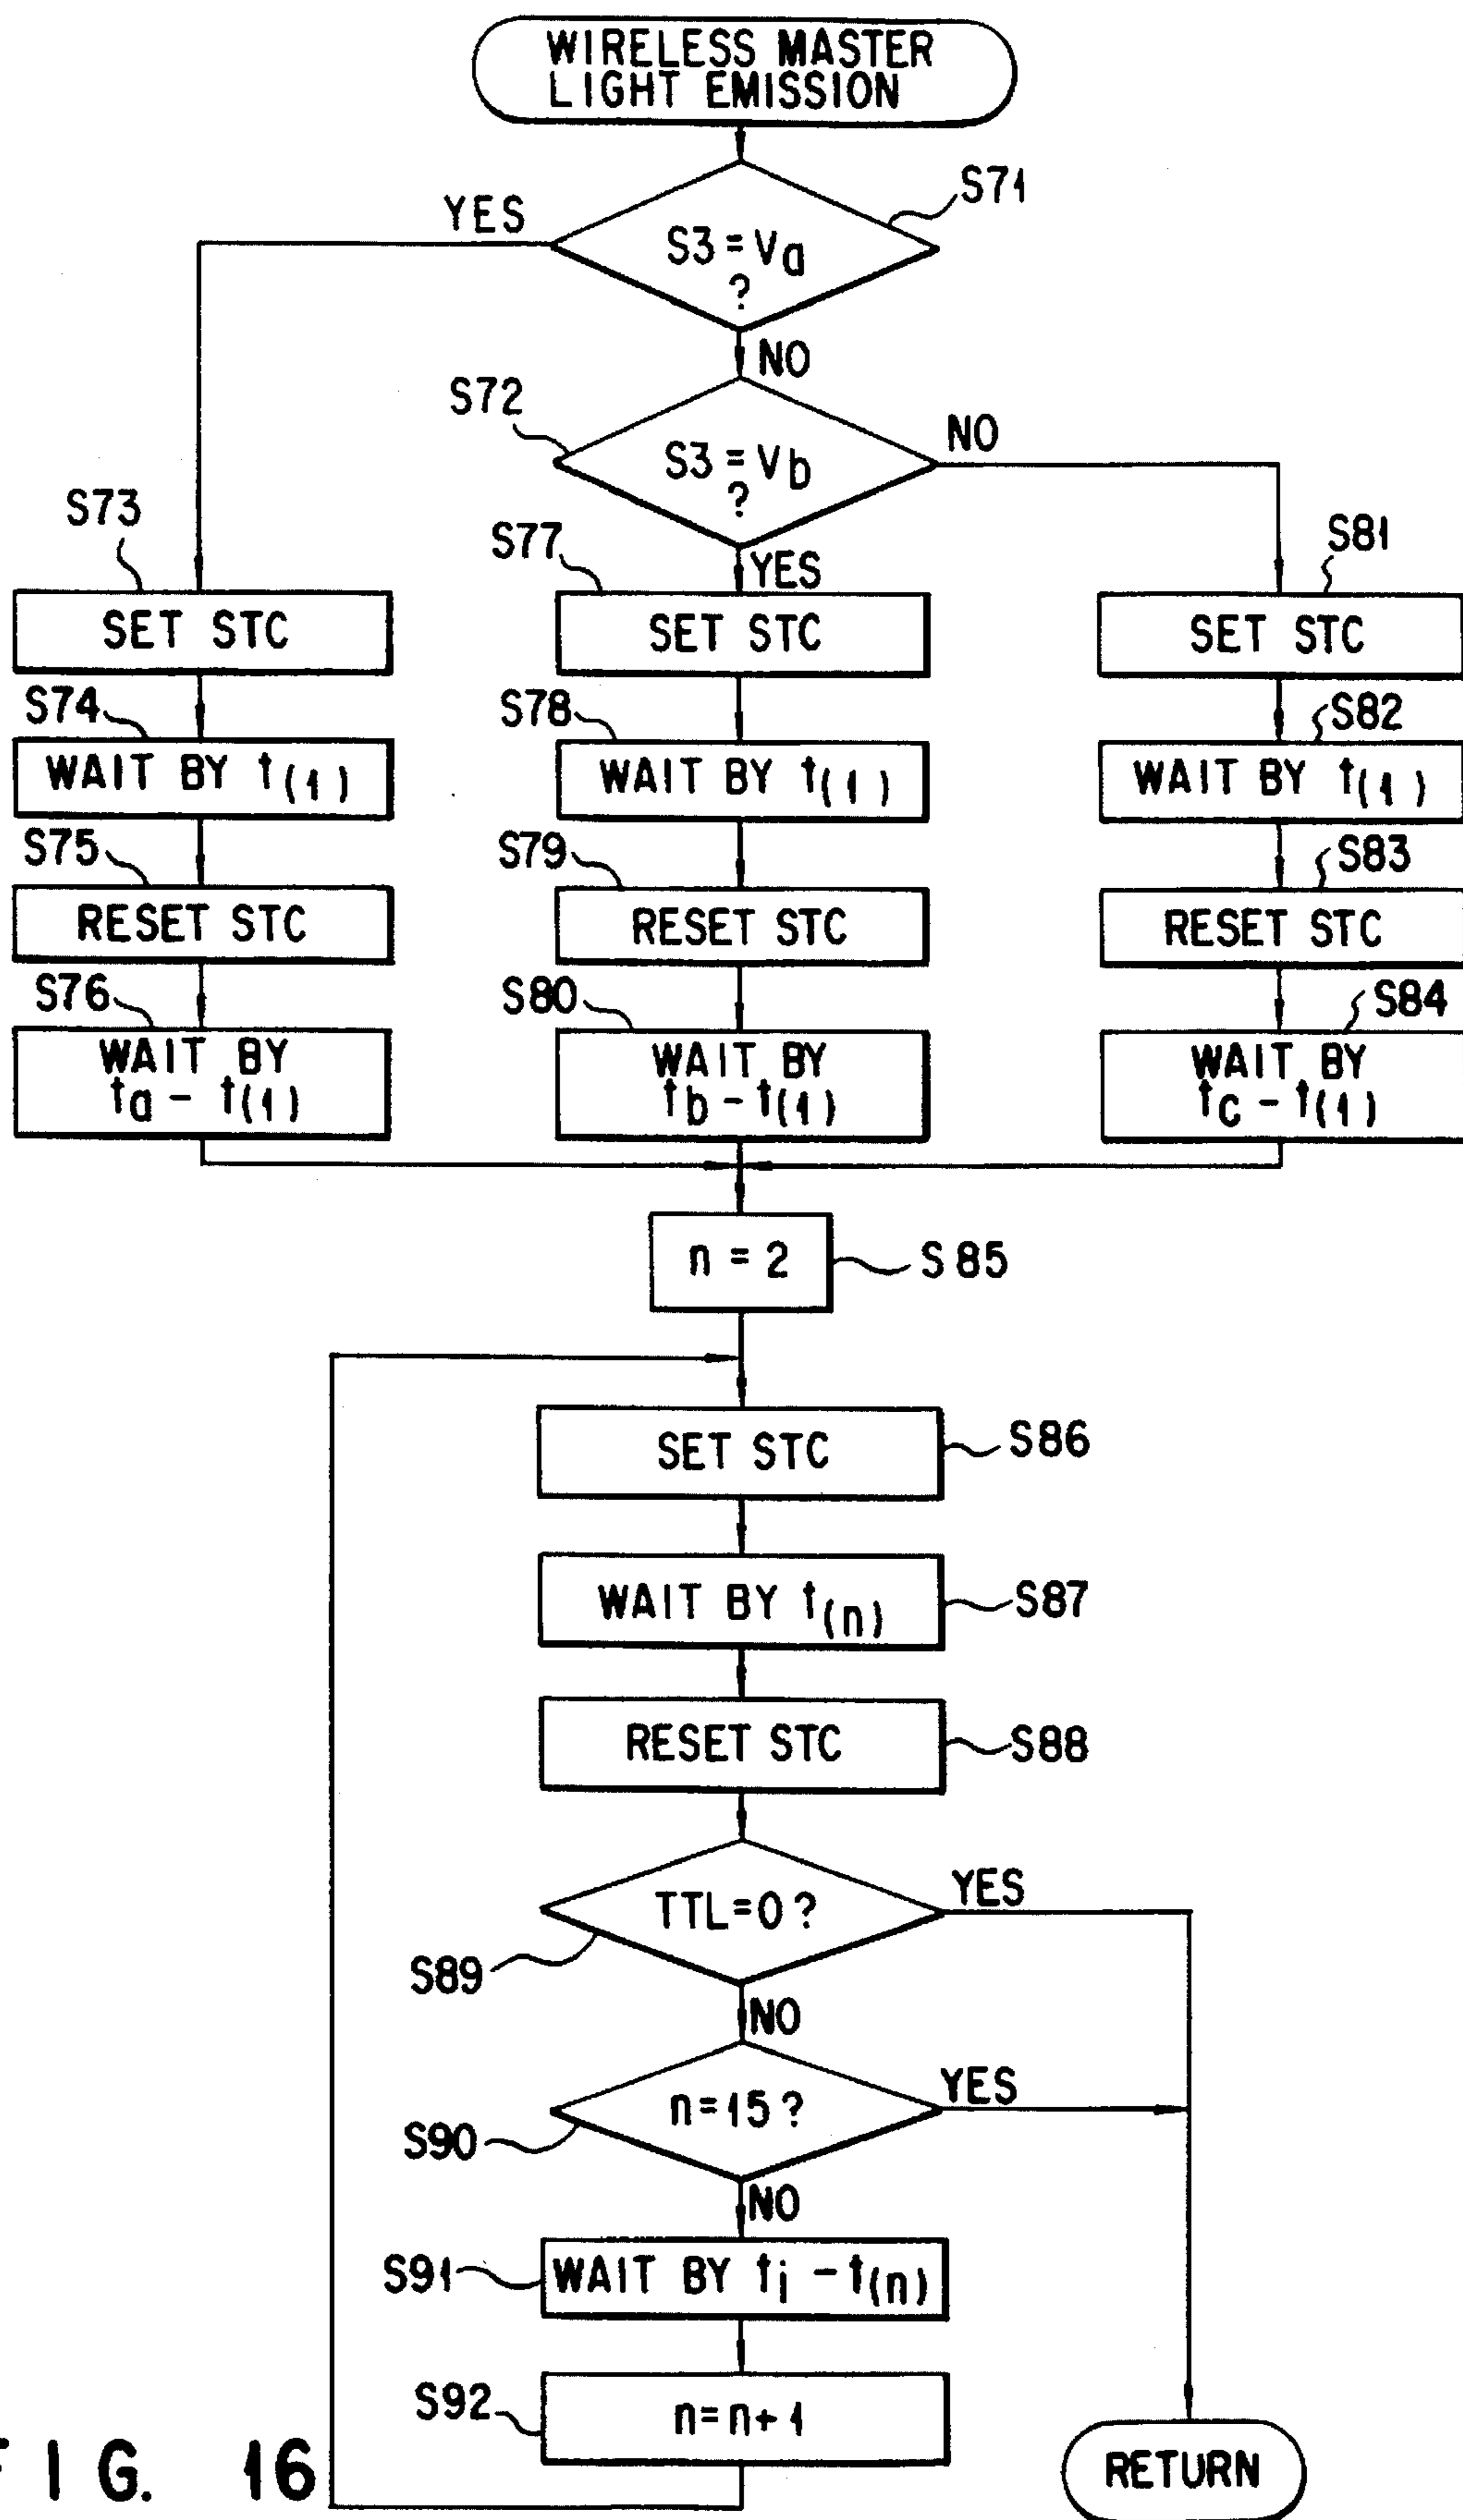 WIRELESS MASTER
LIGHT EMISSION
S71
YES
S3 = Va
?
NO
S72
S3 = Vb
?
NO
YES
S73
SET STC
S77
SET STC
S81
SET STC
S74
WAIT BY t(1)
S78
WAIT BY t(1)
S82
WAIT BY t(1)
S75
RESET STC
S79
RESET STC
S83
RESET STC
S76
WAIT BY
ta - t(1)
S80
WAIT BY
tb - t(1)
S84
WAIT BY
tc - t(1)
n = 2
S85
SET STC
S86
WAIT BY t(n)
S87
RESET STC
S88
TTL=0?
YES
S89
NO
n=15?
YES
S90
NO
S91
WAIT BY ti - t(n)
S92
n=n+1
RETURN
FIG. 16